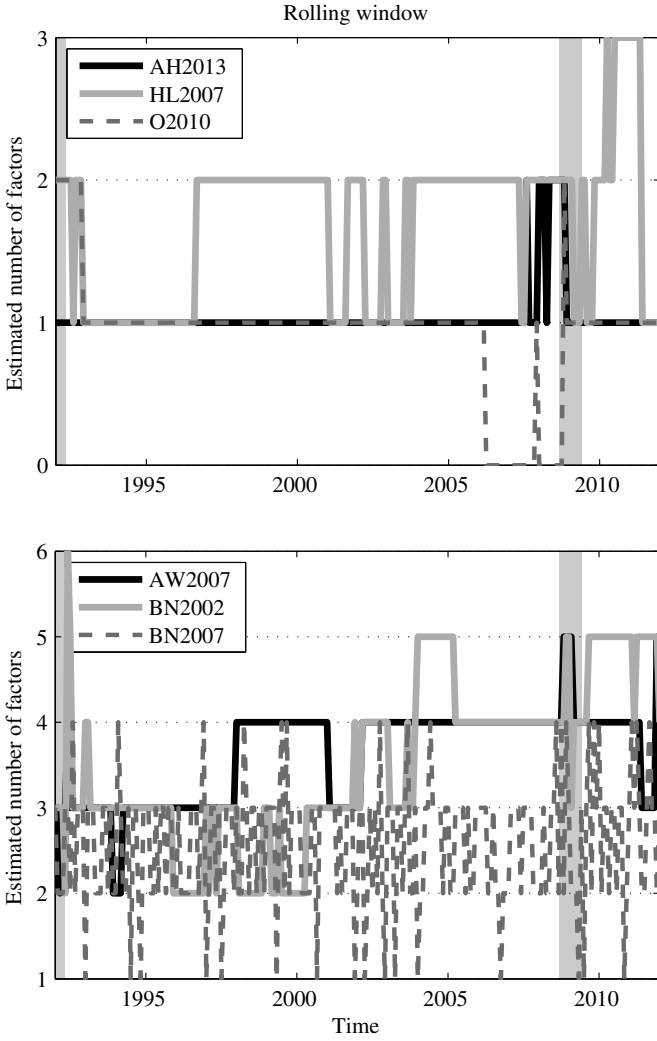 Rolling window
Estimated number of factors
3
2
1
0
AH2013
HL2007
O2010
1995 2000 2005 2010
Estimated number of factors
6
5
4
3
2
1
AW2007
BN2002
BN2007
1995 2000 2005 2010
Time